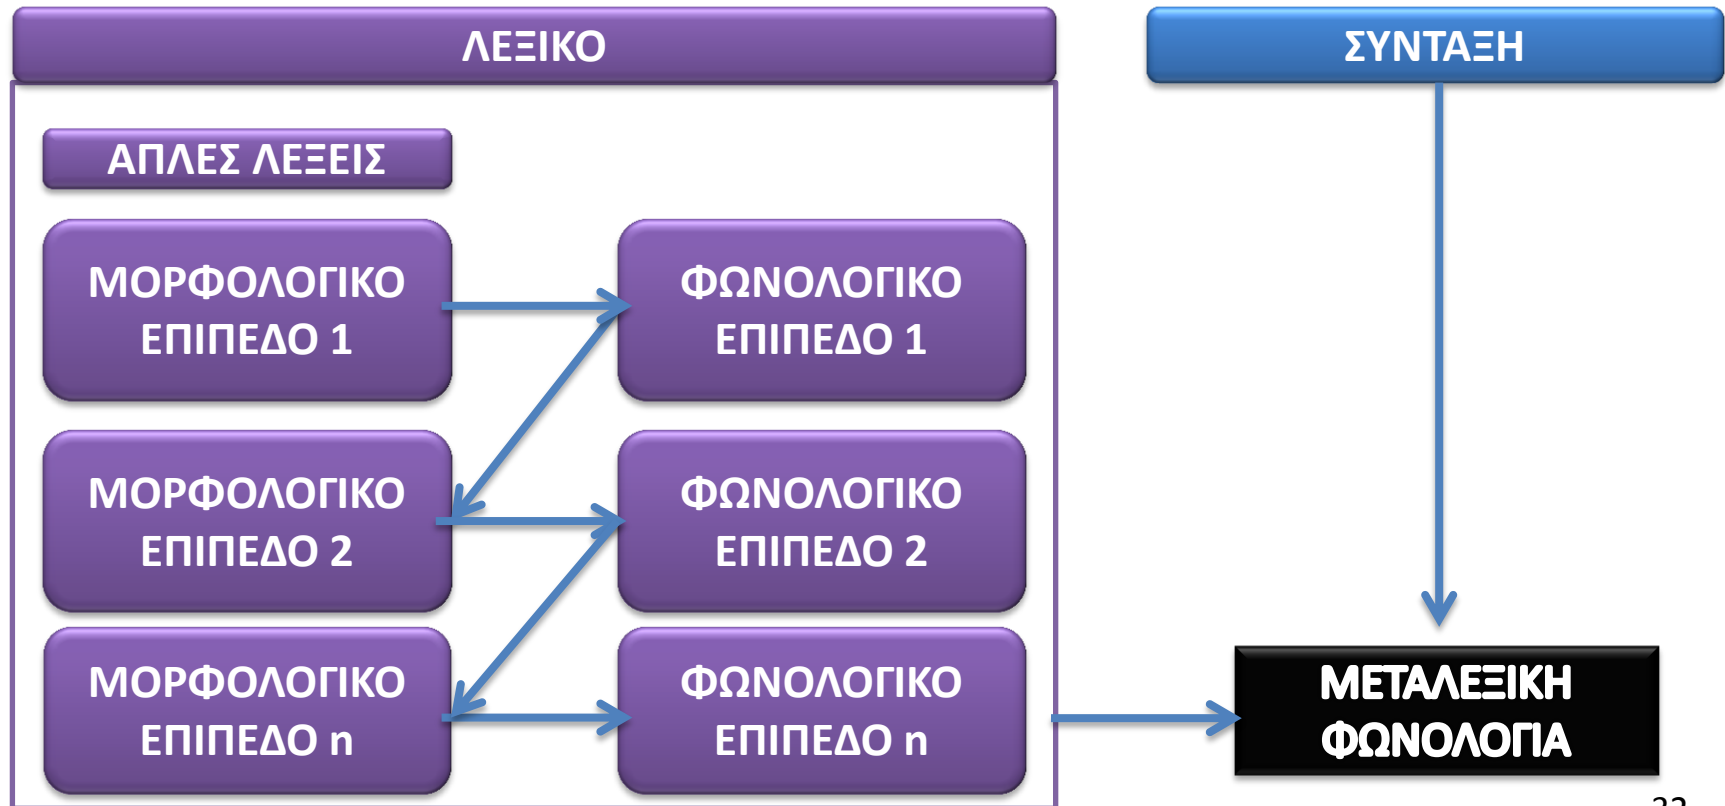 ΛΕΞΙΚΟ
ΣΥΝΤΑΞΗ
ΑΠΛΕΣ ΛΕΞΕΙΣ
ΜΟΡΦΟΛΟΓΙΚΟ
ΕΠΙΠΕΔΟ 1
ΦΩΝΟΛΟΓΙΚΟ
ΕΠΙΠΕΔΟ 1
ΜΟΡΦΟΛΟΓΙΚΟ
ΕΠΙΠΕΔΟ 2
ΦΩΝΟΛΟΓΙΚΟ
ΕΠΙΠΕΔΟ 2
ΜΟΡΦΟΛΟΓΙΚΟ
ΕΠΙΠΕΔΟ n
ΦΩΝΟΛΟΓΙΚΟ
ΕΠΙΠΕΔΟ n
ΜΕΤΑΛΕΞΙΚΗ
ΦΩΝΟΛΟΓΙΑ